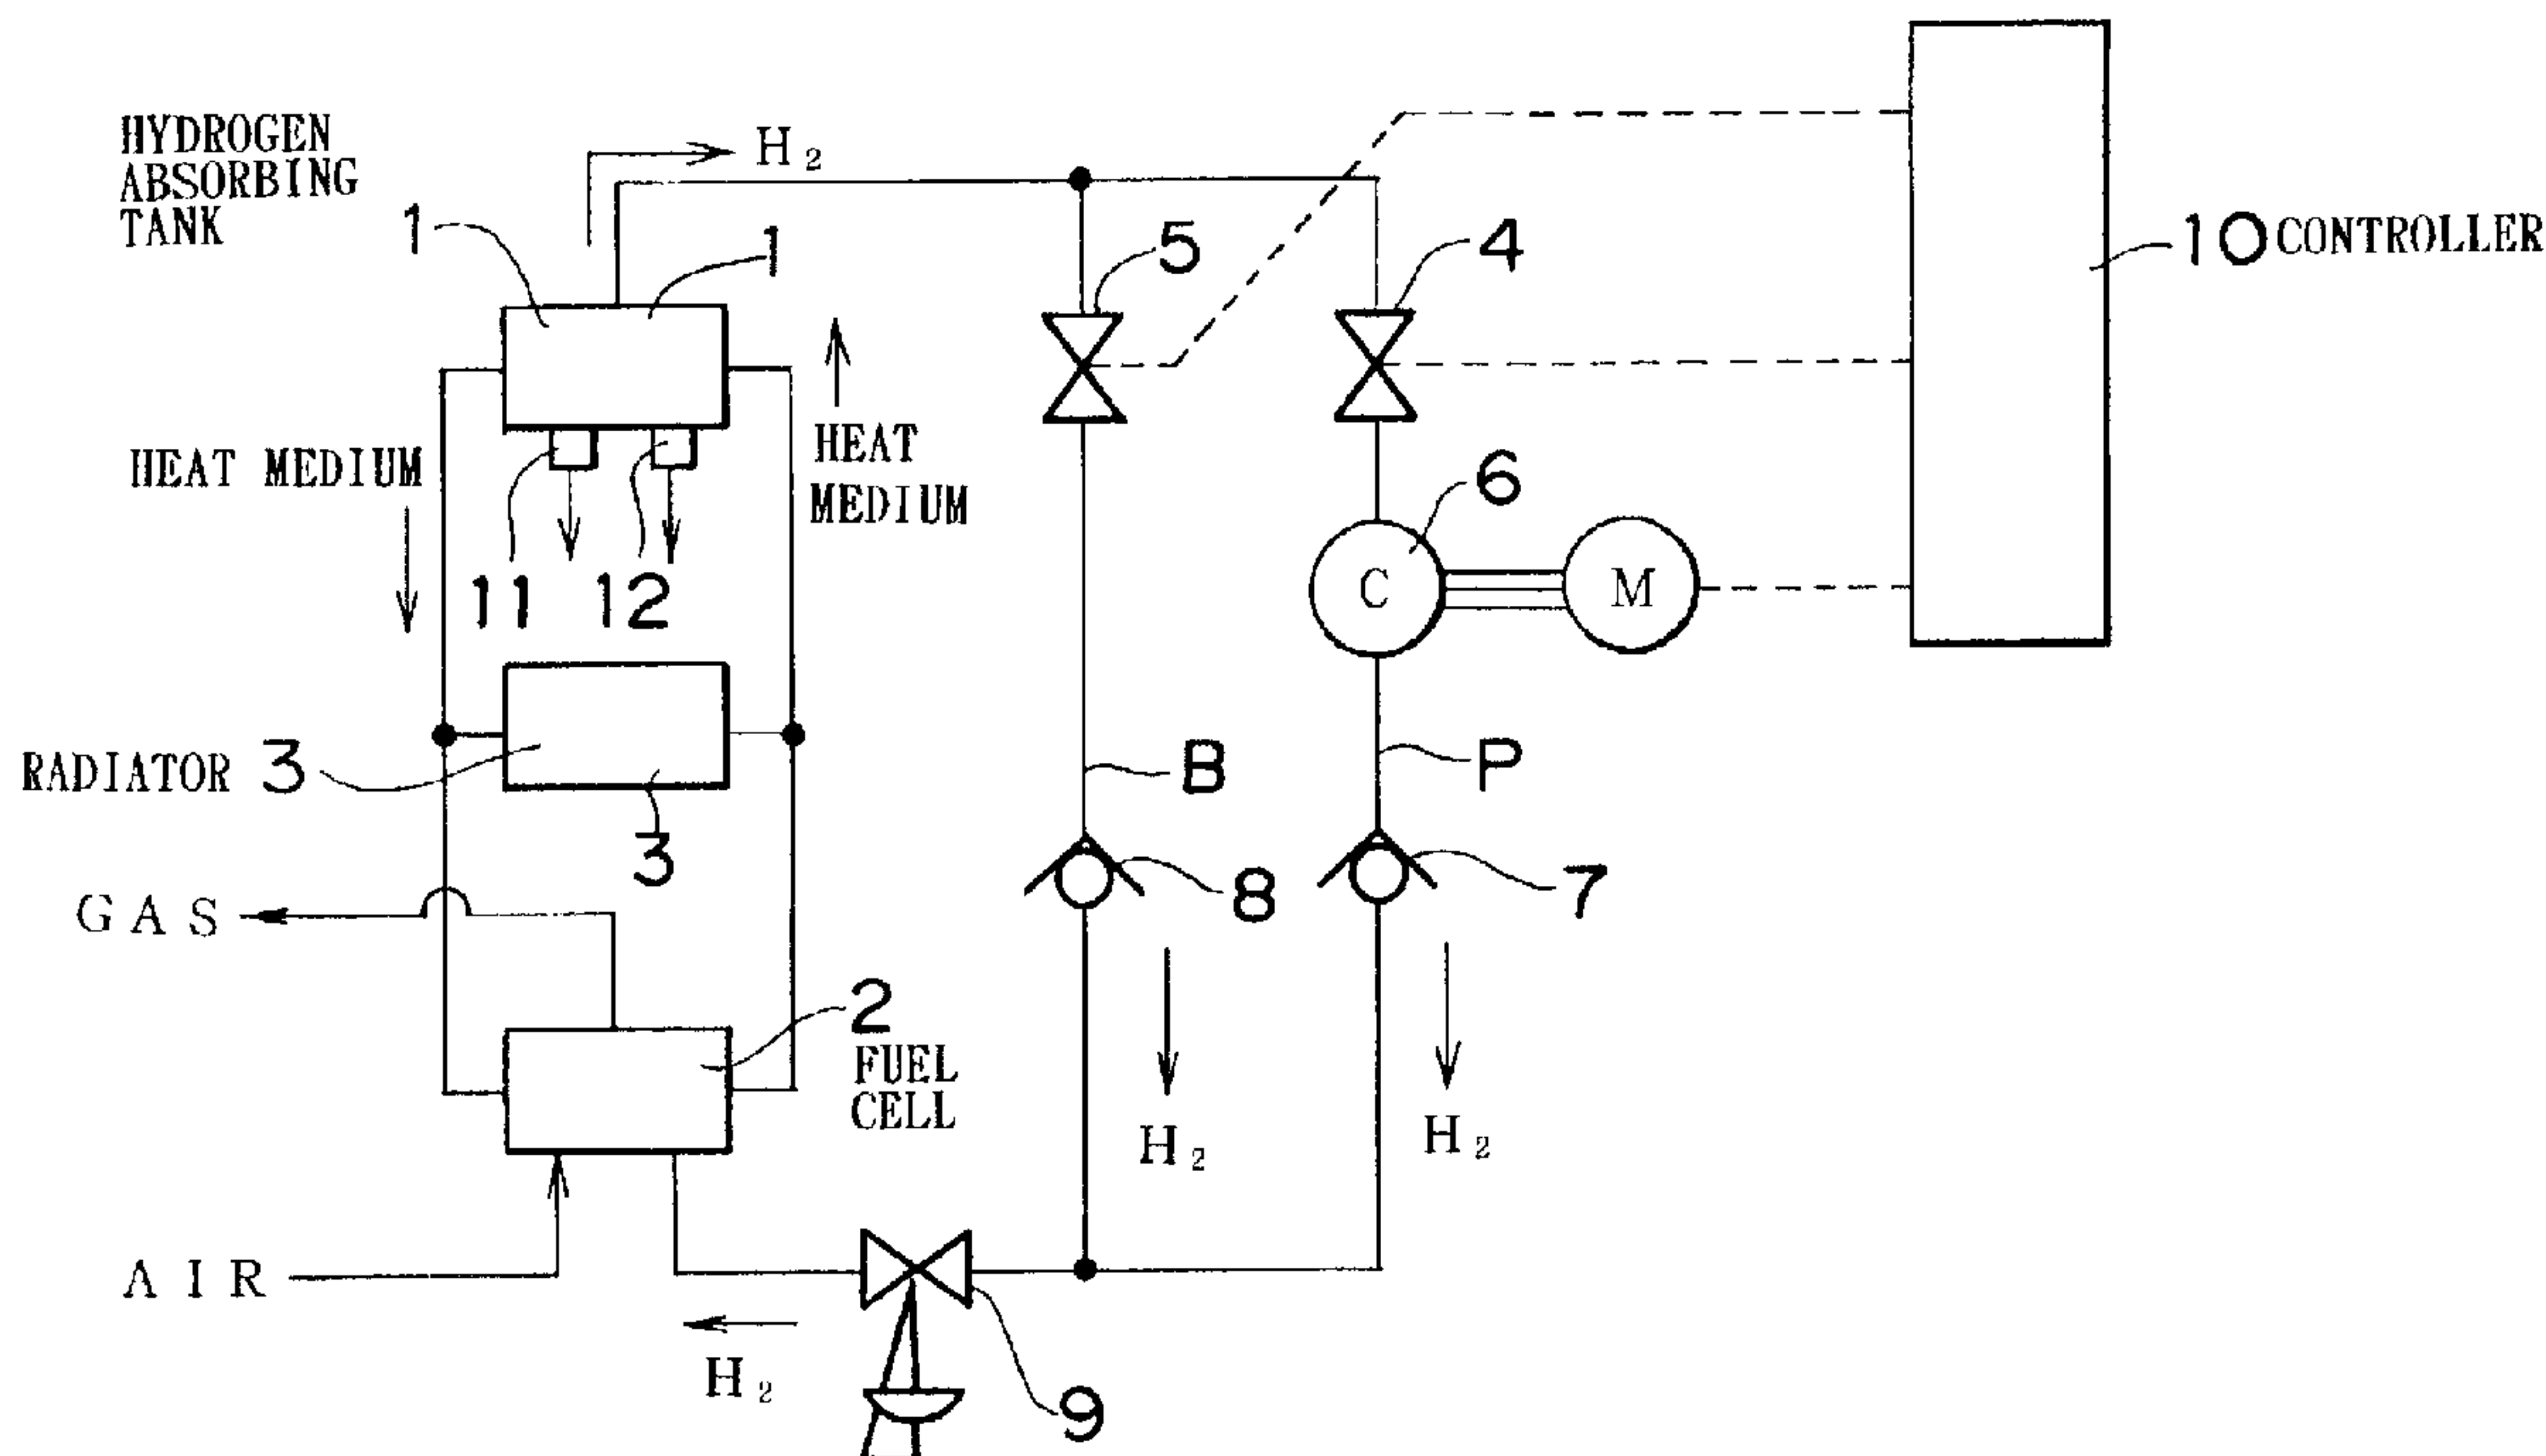 HYDROGEN
ABSORBING
TANK
H₂
1
1
5
4
10 CONTROLLER
HEAT MEDIUM
HEAT
MEDIUM
6
11
12
C
M
RADIATOR 3
3
B
P
8
7
GAS
2
FUEL
CELL
H₂
H₂
AIR
H₂
9